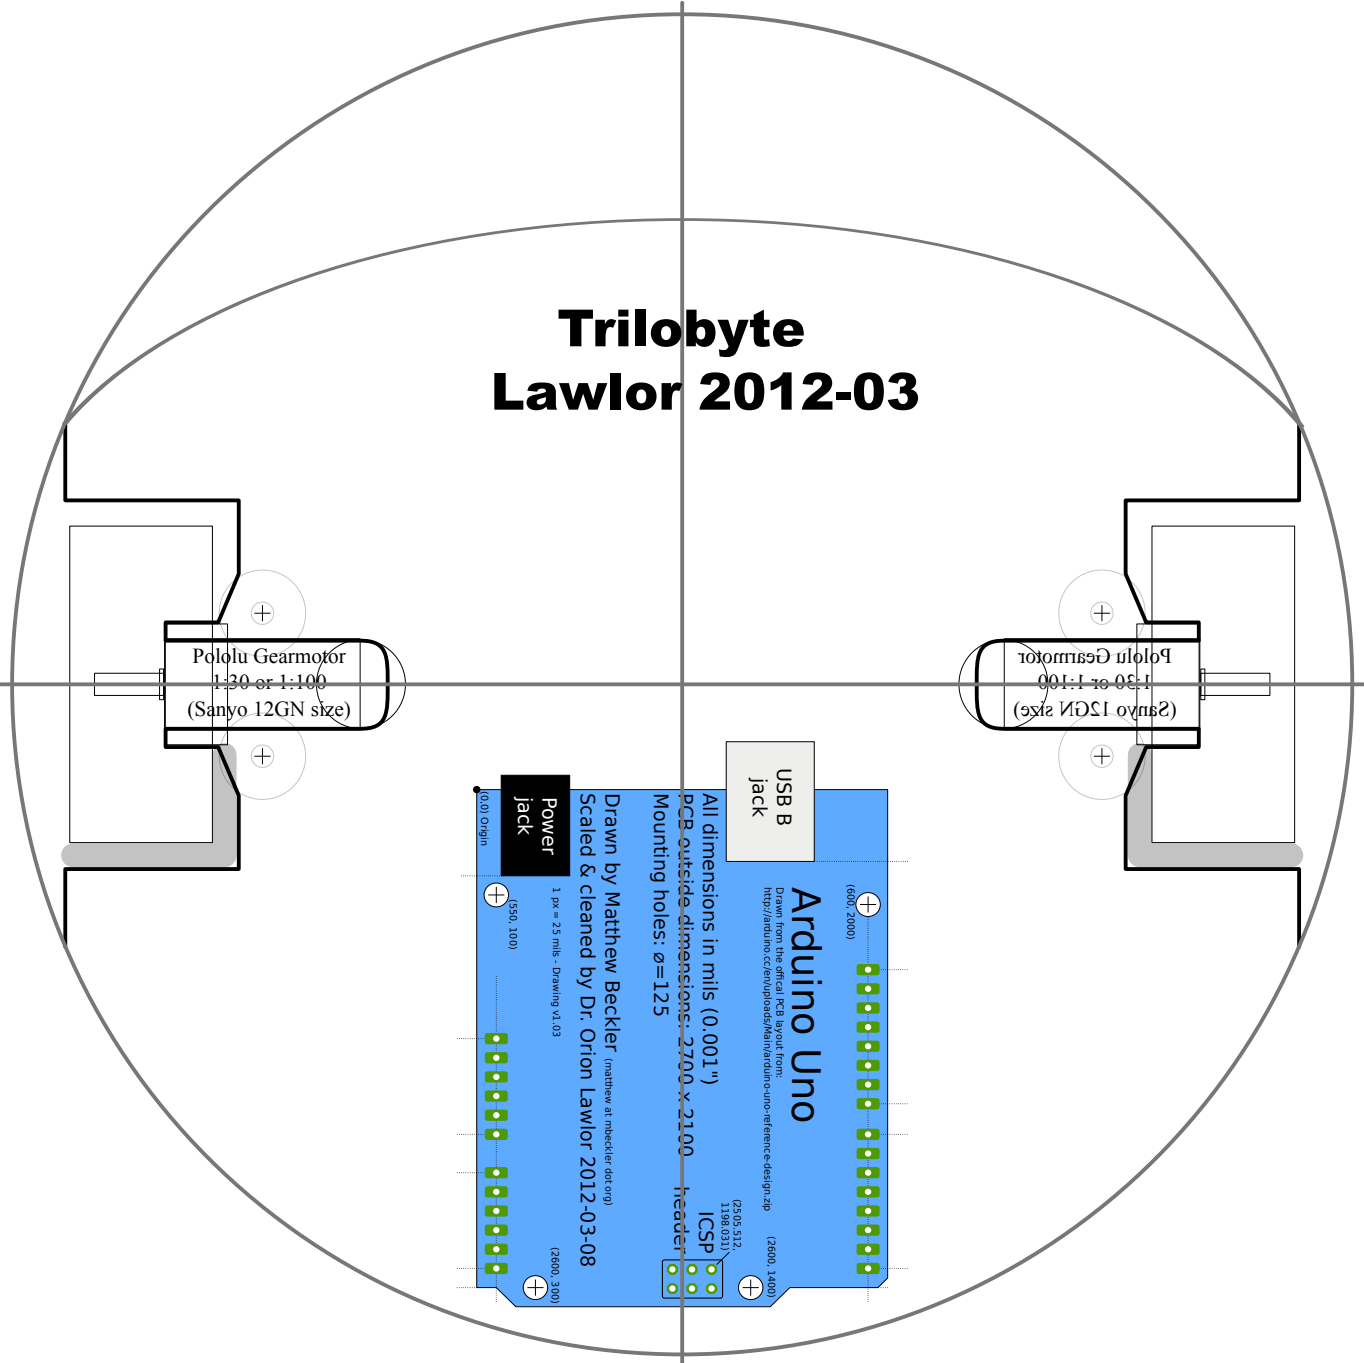 Trilobyte
Lawlor 2012-03
Pololu Gearmotor
1:30 or 1:100
(Sanyo 12GN size)
Pololu Gearmotor
1:30 or 1:100
(Sanyo 12GN size)
USB B
jack
Power
jack
(0,0) Origin
(550, 100)
(600, 2000)
Arduino Uno
Drawn from the offical PCB layout from:
http://arduino.cc/en/uploads/Main/arduino-uno-reference-design.zip
All dimensions in mils (0.001")
PCB outside dimensions: 2700 x 2100
Mounting holes: ø=125
Drawn by Matthew Beckler (matthew at mbeckler dot org)
Scaled & cleaned by Dr. Orion Lawlor 2012-03-08
1 px = 25 mils - Drawing v1.03
ICSP
header
(2505.512,
1198.031)
(2600, 1400)
(2600, 300)